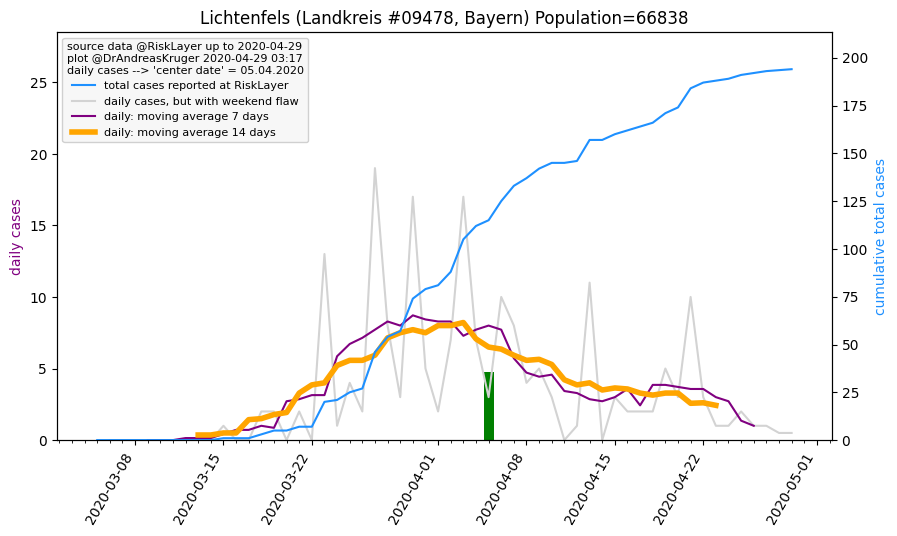 Lichtenfels (Landkreis #09478, Bayern) Population=66838
source data @RiskLayer up to 2020-04-29
plot @DrAndreasKruger 2020-04-29 03:17
daily cases --> 'center date' = 05.04.2020
total cases reported at RiskLayer
daily cases, but with weekend flaw
daily: moving average 7 days
daily: moving average 14 days
daily cases
25
20
15
10
5
0
200
175
150
125
100
75
50
25
0
cumulative total cases
2020-03-08
2020-03-15
2020-03-22
2020-04-01
2020-04-08
2020-04-15
2020-04-22
2020-05-01